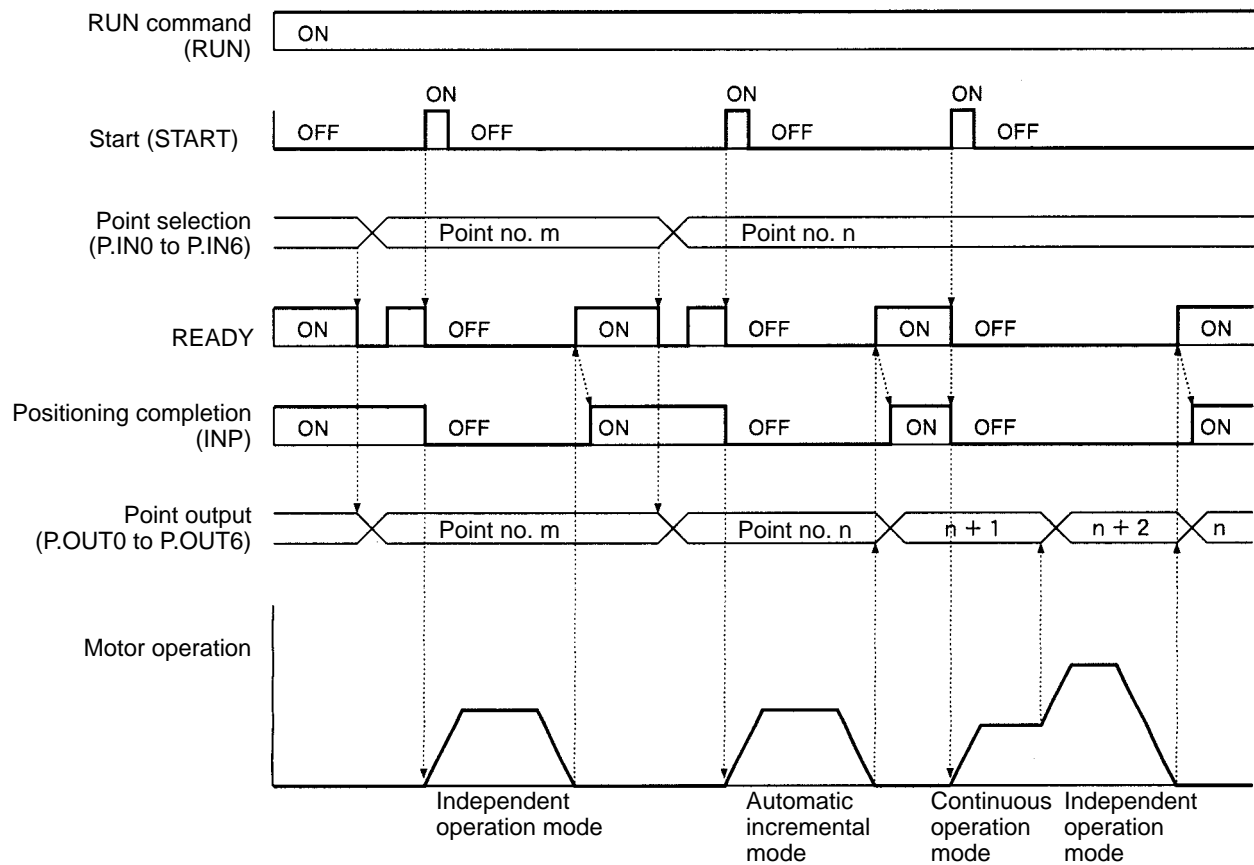 RUN command
(RUN)
ON
ON
ON
ON
Start (START)
OFF
OFF
OFF
OFF
Point selection
(P.IN0 to P.IN6)
Point no. m
Point no. n
READY
ON
OFF
ON
OFF
ON
OFF
ON
Positioning completion
(INP)
ON
OFF
ON
OFF
ON
OFF
ON
Point output
(P.OUT0 to P.OUT6)
Point no. m
Point no. n
n + 1
n + 2
n
Motor operation
Independent
operation mode
Automatic
incremental
mode
Continuous
operation
mode
Independent
operation
mode